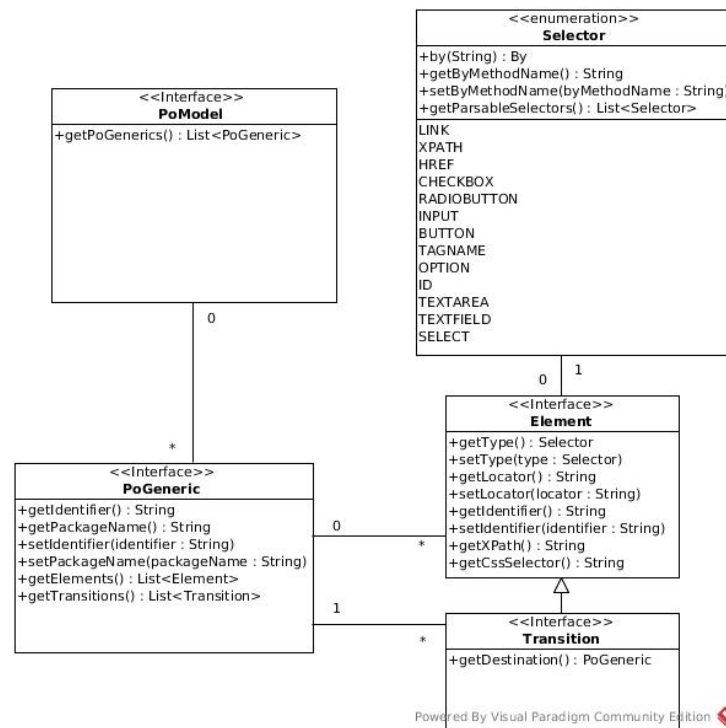 <<enumeration>>
Selector
+by(String) : By
+getByMethodName() : String
+setByMethodName(byMethodName : String)
+getParsableSelectors() : List<Selector>
LINK
XPATH
HREF
CHECKBOX
RADIOBUTTON
INPUT
BUTTON
TAGNAME
OPTION
ID
TEXTAREA
TEXTFIELD
SELECT
<<Interface>>
PoModel
+getPoGenerics() : List<PoGeneric>
0
*
1
0
<<Interface>>
Element
+getType() : Selector
+setType(type : Selector)
+getLocator() : String
+setLocator(locator : String)
+getIdentifier() : String
+setIdentifier(identifier : String)
+getXPath() : String
+getCssSelector() : String
<<Interface>>
PoGeneric
+getIdentifier() : String
+getPackageName() : String
+setIdentifier(identifier : String)
+setPackageName(packageName : String)
+getElements() : List<Element>
+getTransitions() : List<Transition>
0
*
1
*
<<Interface>>
Transition
+getDestination() : PoGeneric
Powered By Visual Paradigm Community Edition